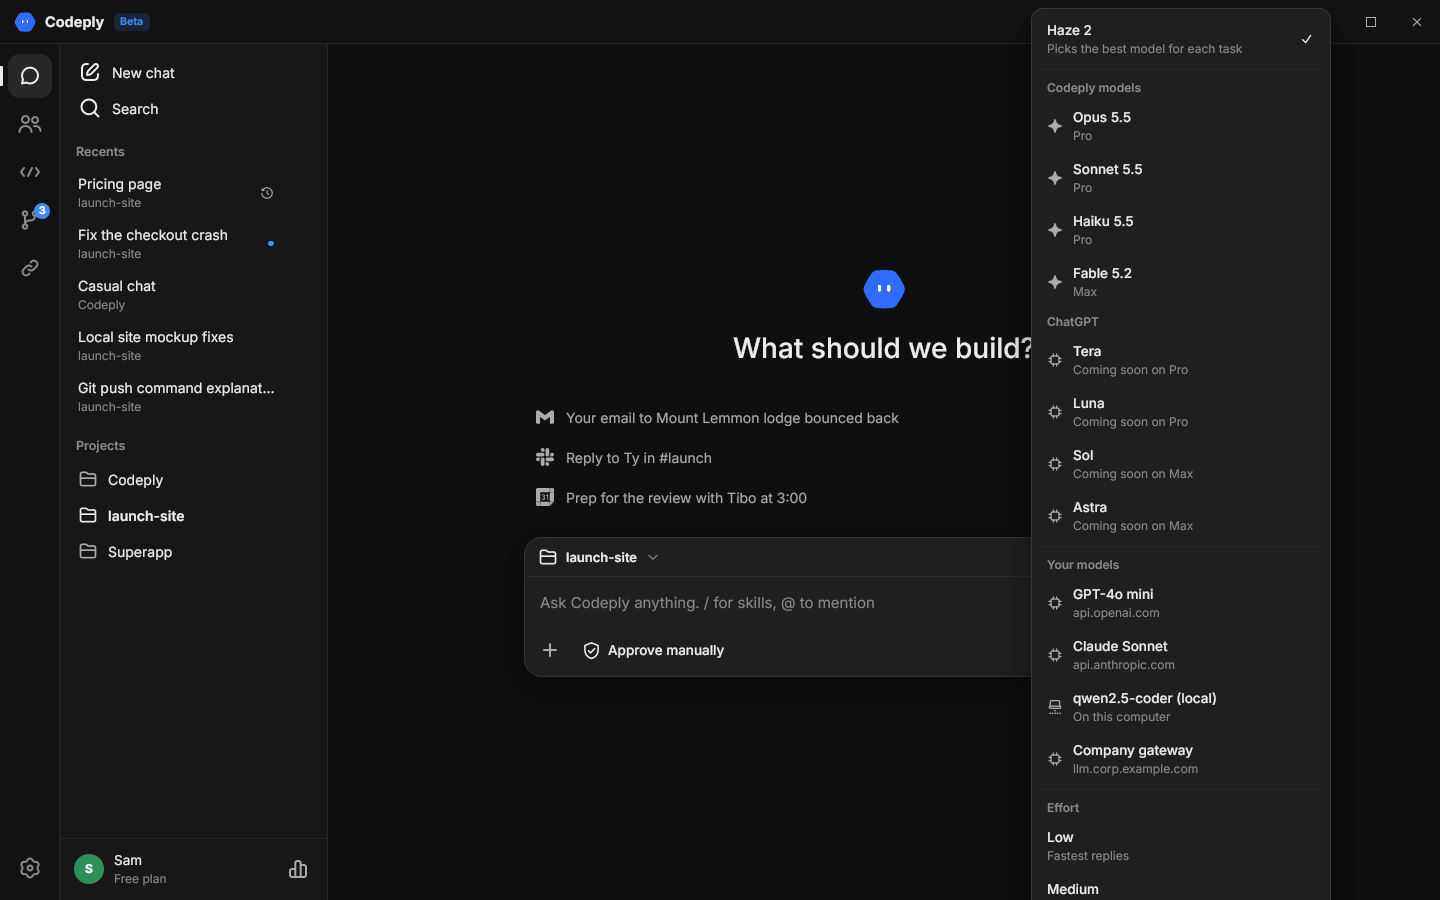 Codeply
Beta
New chat
Search
Recents
Pricing page
launch-site
Fix the checkout crash
launch-site
Casual chat
Codeply
Local site mockup fixes
launch-site
Git push command explanat...
launch-site
Projects
Codeply
launch-site
Superapp
3
S
Sam
Free plan
What should we build?
Your email to Mount Lemmon lodge bounced back
Reply to Ty in #launch
31
Prep for the review with Tibo at 3:00
launch-site
Ask Codeply anything. / for skills, @ to mention
Approve manually
Haze 2
Picks the best model for each task
Codeply models
Opus 5.5
Pro
Sonnet 5.5
Pro
Haiku 5.5
Pro
Fable 5.2
Max
ChatGPT
Tera
Coming soon on Pro
Luna
Coming soon on Pro
Sol
Coming soon on Max
Astra
Coming soon on Max
Your models
GPT-4o mini
api.openai.com
Claude Sonnet
api.anthropic.com
qwen2.5-coder (local)
On this computer
Company gateway
llm.corp.example.com
Effort
Low
Fastest replies
Medium